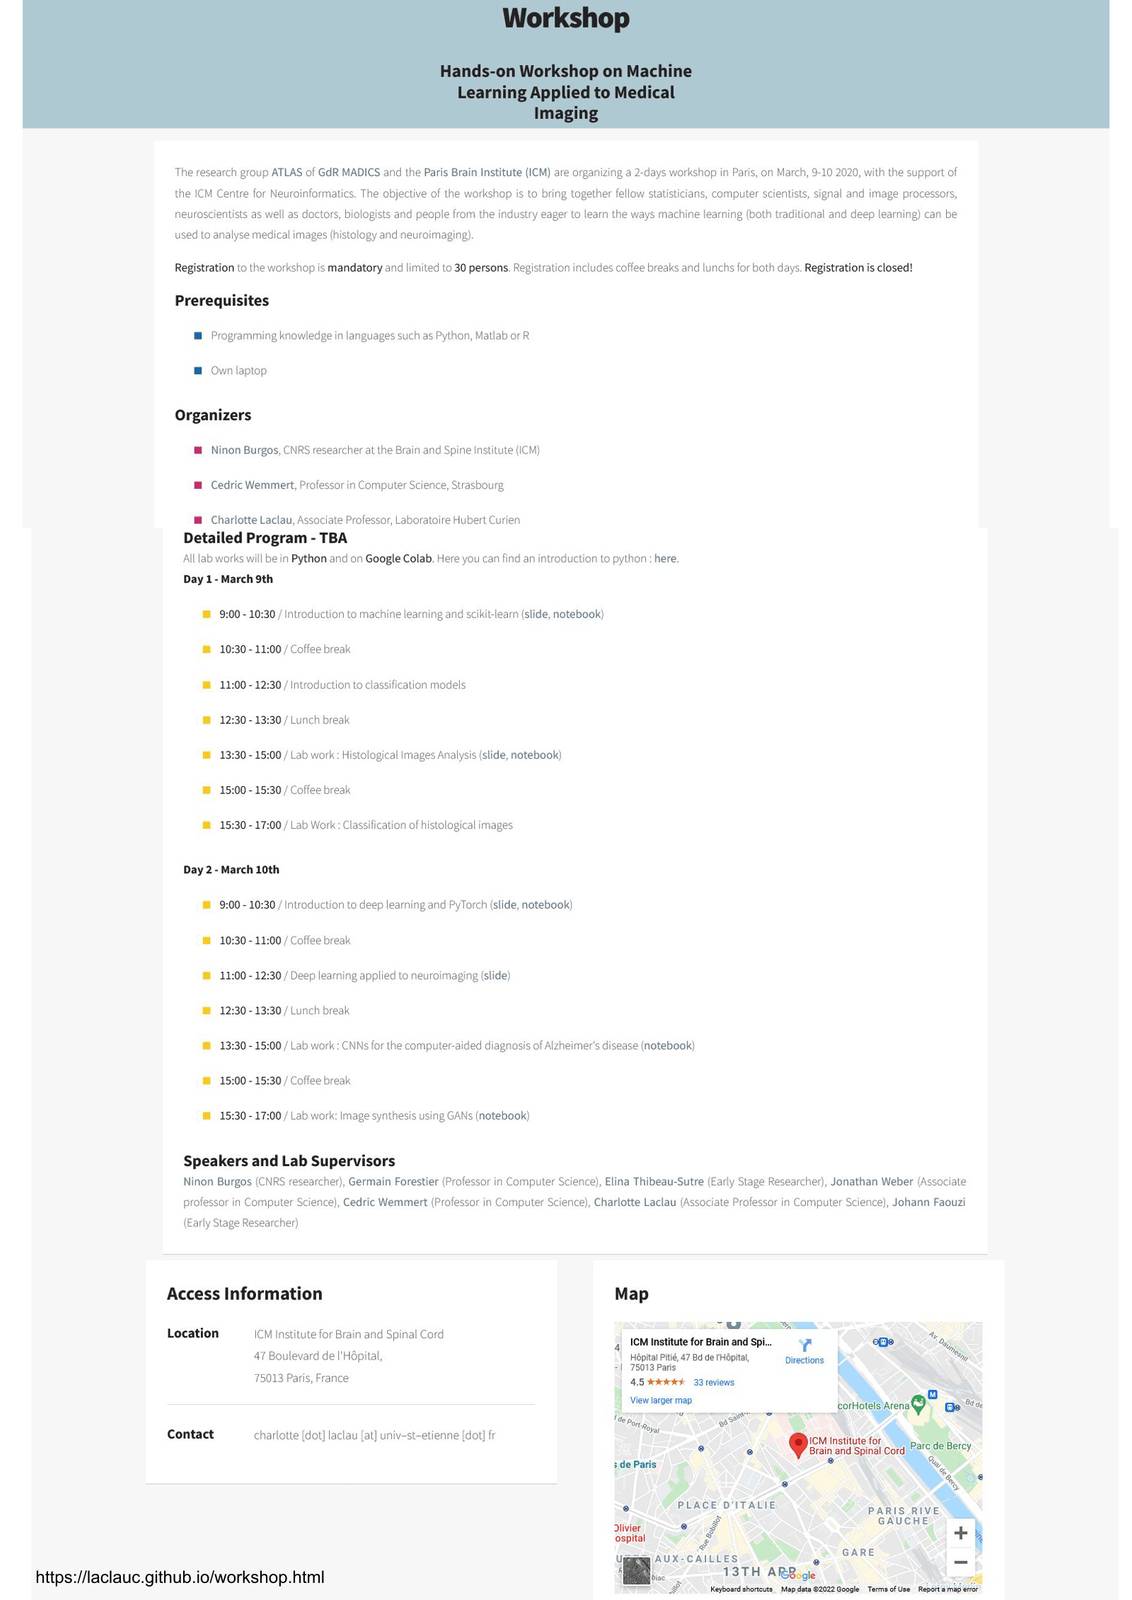 Workshop
Hands-on Workshop on Machine
Learning Applied to Medical
Imaging
The research group ATLAS of GdR MADICS and the Paris Brain Institute (ICM) are organizing a 2-days workshop in Paris, on March, 9-10 2020, with the support of
the ICM Centre for Neuroinformatics. The objective of the workshop is to bring together fellow statisticians, computer scientists, signal and image processors,
neuroscientists as well as doctors, biologists and people from the industry eager to learn the ways machine learning (both traditional and deep learning) can be
used to analyse medical images (histology and neuroimaging).
Registration to the workshop is mandatory and limited to 30 persons. Registration includes coffee breaks and lunchs for both days. Registration is closed!
Prerequisites
Programming knowledge in languages such as Python, Matlab or R
Own laptop
Organizers
Ninon Burgos, CNRS researcher at the Brain and Spine Institute (ICM)
Cedric Wemmert, Professor in Computer Science, Strasbourg
Charlotte Laclau, Associate Professor, Laboratoire Hubert Curien
Detailed Program - TBA
All lab works will be in Python and on Google Colab. Here you can find an introduction to python : here.
Day 1 - March 9th
9:00 - 10:30 / Introduction to machine learning and scikit-learn (slide, notebook)
10:30 - 11:00 / Coffee break
11:00 - 12:30 / Introduction to classification models
12:30 - 13:30 / Lunch break
13:30 - 15:00 / Lab work : Histological Images Analysis (slide, notebook)
15:00 - 15:30 / Coffee break
15:30 - 17:00 / Lab Work : Classification of histological images
Day 2 - March 10th
9:00 - 10:30 / Introduction to deep learning and PyTorch (slide, notebook)
10:30 - 11:00 / Coffee break
11:00 - 12:30 / Deep learning applied to neuroimaging (slide)
12:30 - 13:30 / Lunch break
13:30 - 15:00 / Lab work : CNNs for the computer-aided diagnosis of Alzheimer's disease (notebook)
15:00 - 15:30 / Coffee break
15:30 - 17:00 / Lab work: Image synthesis using GANs (notebook)
Speakers and Lab Supervisors
Ninon Burgos (CNRS researcher), Germain Forestier (Professor in Computer Science), Elina Thibeau-Sutre (Early Stage Researcher), Jonathan Weber (Associate
professor in Computer Science), Cedric Wemmert (Professor in Computer Science), Charlotte Laclau (Associate Professor in Computer Science), Johann Faouzi
(Early Stage Researcher)
Access Information
Location
ICM Institute for Brain and Spinal Cord
47 Boulevard de l'Hôpital,
75013 Paris, France
Contact
charlotte [dot] laclau [at] univ–st–etienne [dot] fr
Map
ICM Institute for Brain and Spi...
Hôpital Pitié, 47 Bd de l'Hôpital,
75013 Paris
4.5
33 reviews
View larger map
Directions
Av. Daumesnil
corHotels Arena
M
Bd de
de Port-Royal
Bd Saint-
ICM Institute for
Brain and Spinal Cord
Parc de Bercy
Quai de Bercy
s de Paris
PLACE D'ITALIE
PARIS RIVE
GAUCHE
Olivier
ospital
Rue Bobillot
AUX-CAILLES
GARE
13TH ARR
Google
Keyboard shortcuts
Map data ©2022 Google
Terms of Use
Report a map error
https://laclauc.github.io/workshop.html